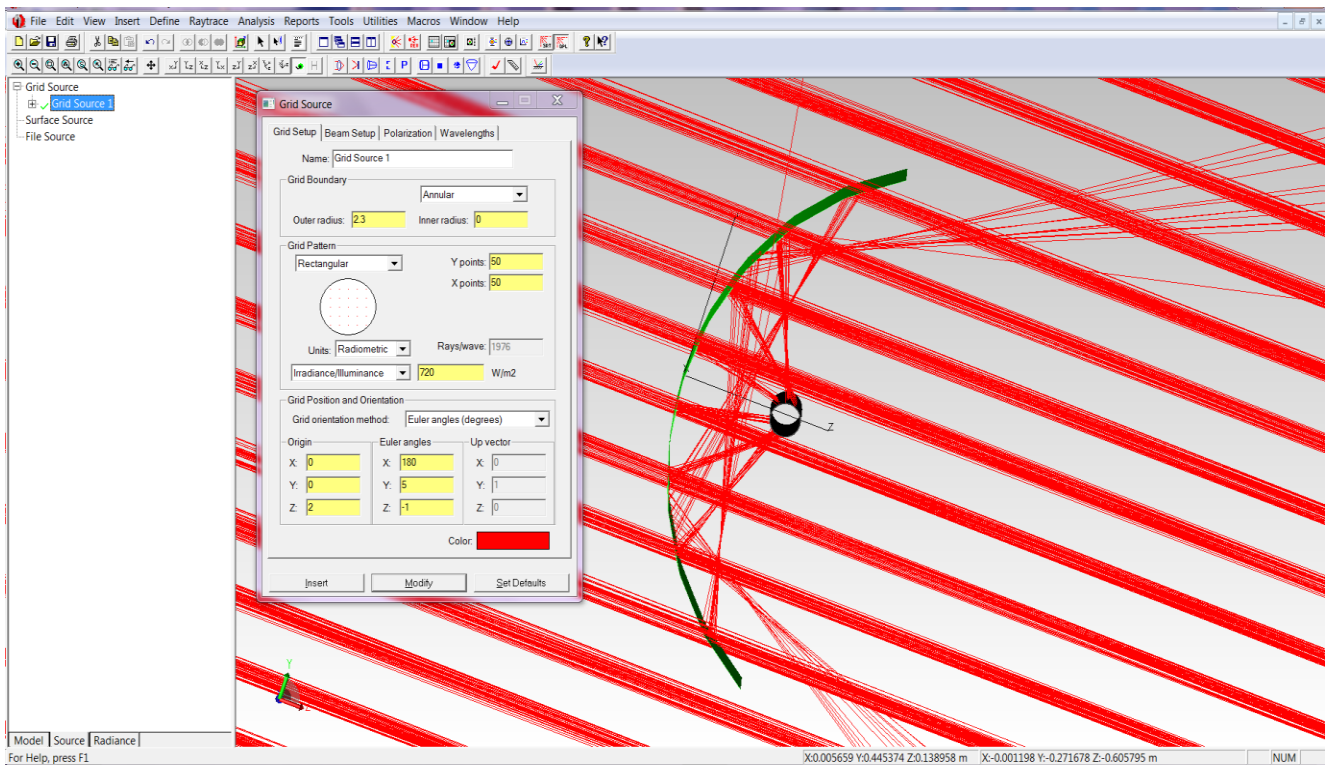 File Edit View Insert Define Raytrace Analysis Reports Tools Utilities Macros Window Help
Grid Source
Grid Source 1
Surface Source
File Source
Grid Source
Grid Setup Beam Setup Polarization Wavelengths
Name: Grid Source 1
Grid Boundary
Annular
Outer radius: 2.3 Inner radius: 0
Grid Pattern
Rectangular Y points: 50
X points: 50
Units: Radiometric Rays/wave: 1976
Irradiance/Illuminance 720 W/m2
Grid Position and Orientation
Grid orientation method: Euler angles (degrees)
Origin Euler angles Up vector
X: 0 X: 180 X: 0
Y: 0 Y: 5 Y: 1
Z: 2 Z: -1 Z: 0
Color:
Insert Modify Set Defaults
Z
Y
Model Source Radiance
For Help, press F1 X:0.005659 Y:0.445374 Z:0.138958 m X:-0.001198 Y:-0.271678 Z:-0.605795 m NUM